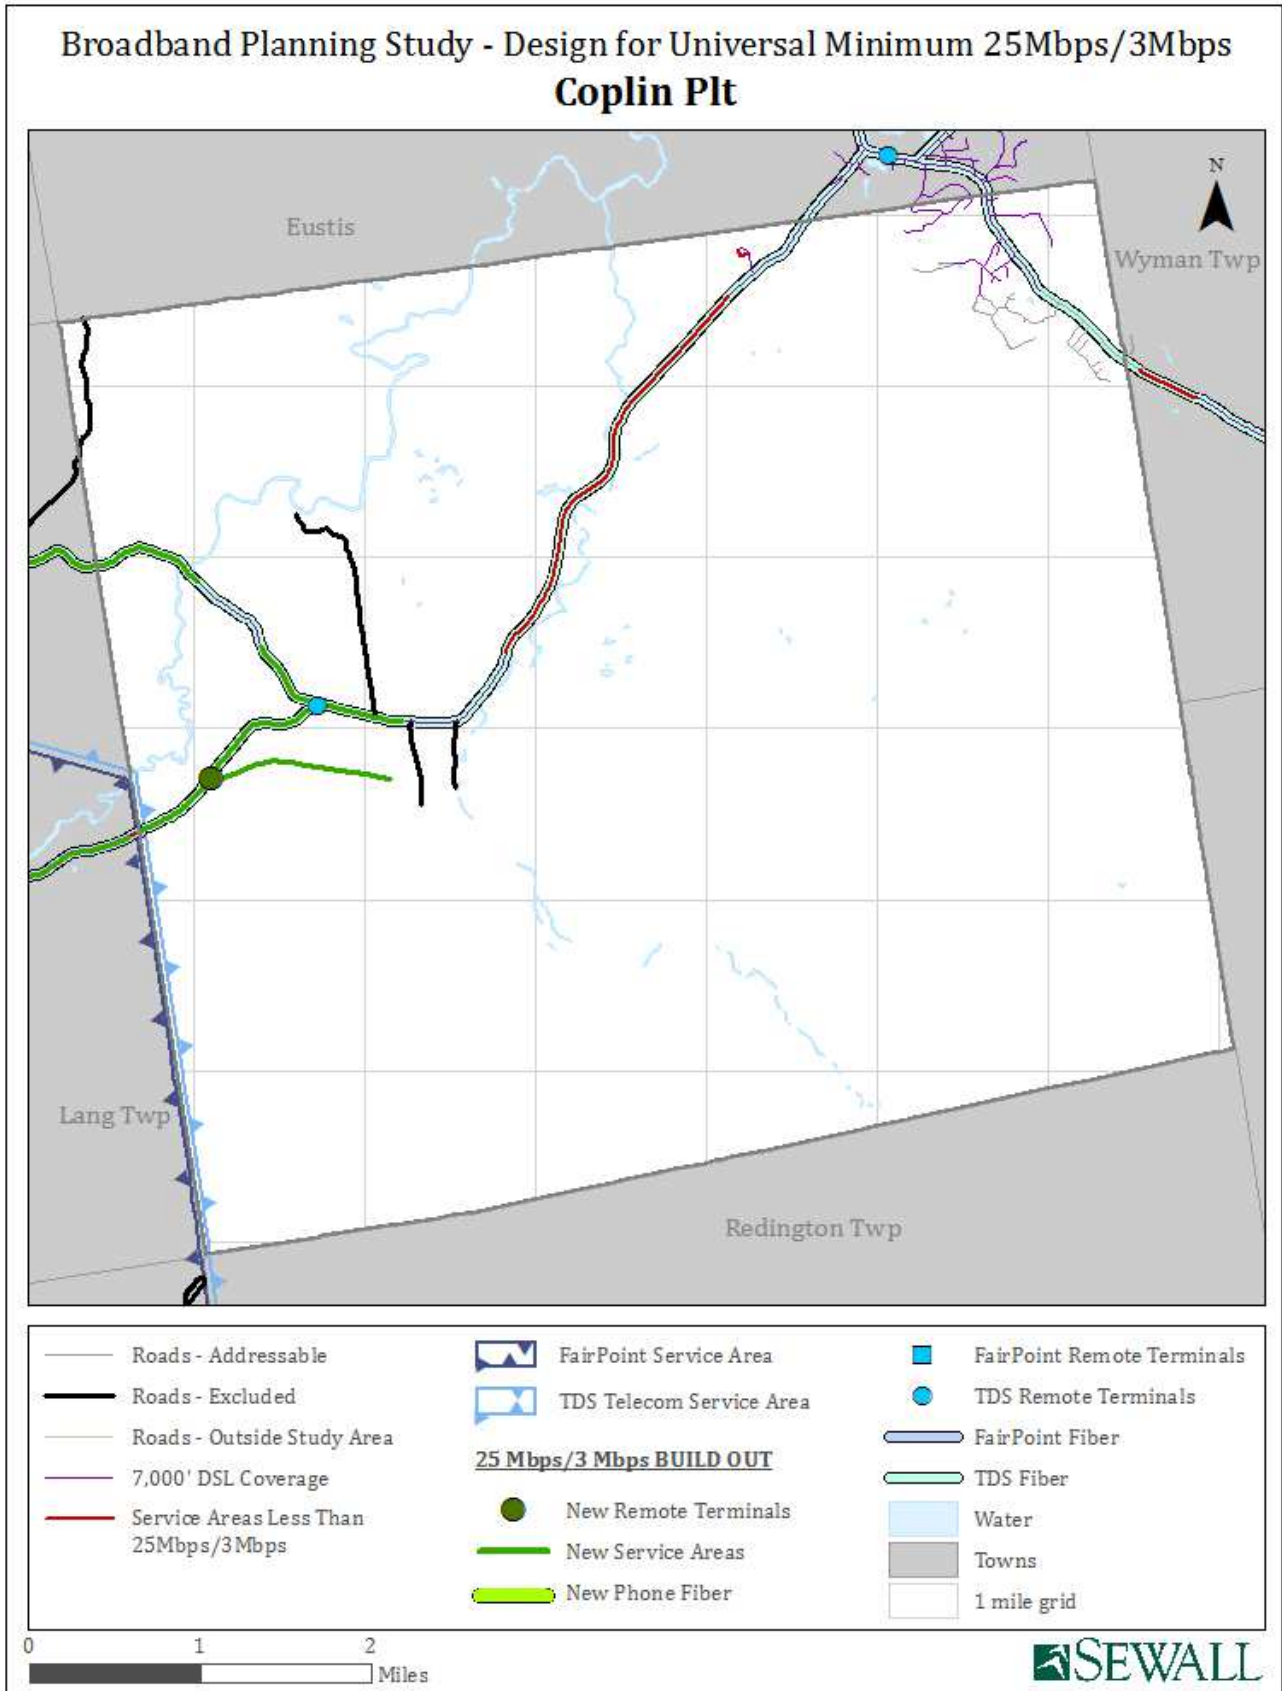 Broadband Planning Study - Design for Universal Minimum 25Mbps/3Mbps
Coplin Plt
N
Eustis
Wyman Twp
Lang Twp
Redington Twp
Roads - Addressable
Roads - Excluded
Roads - Outside Study Area
7,000' DSL Coverage
Service Areas Less Than
25Mbps/3Mbps
FairPoint Service Area
TDS Telecom Service Area
25 Mbps/3 Mbps BUILD OUT
New Remote Terminals
New Service Areas
New Phone Fiber
FairPoint Remote Terminals
TDS Remote Terminals
FairPoint Fiber
TDS Fiber
Water
Towns
1 mile grid
0 1 2
Miles
SEWALL